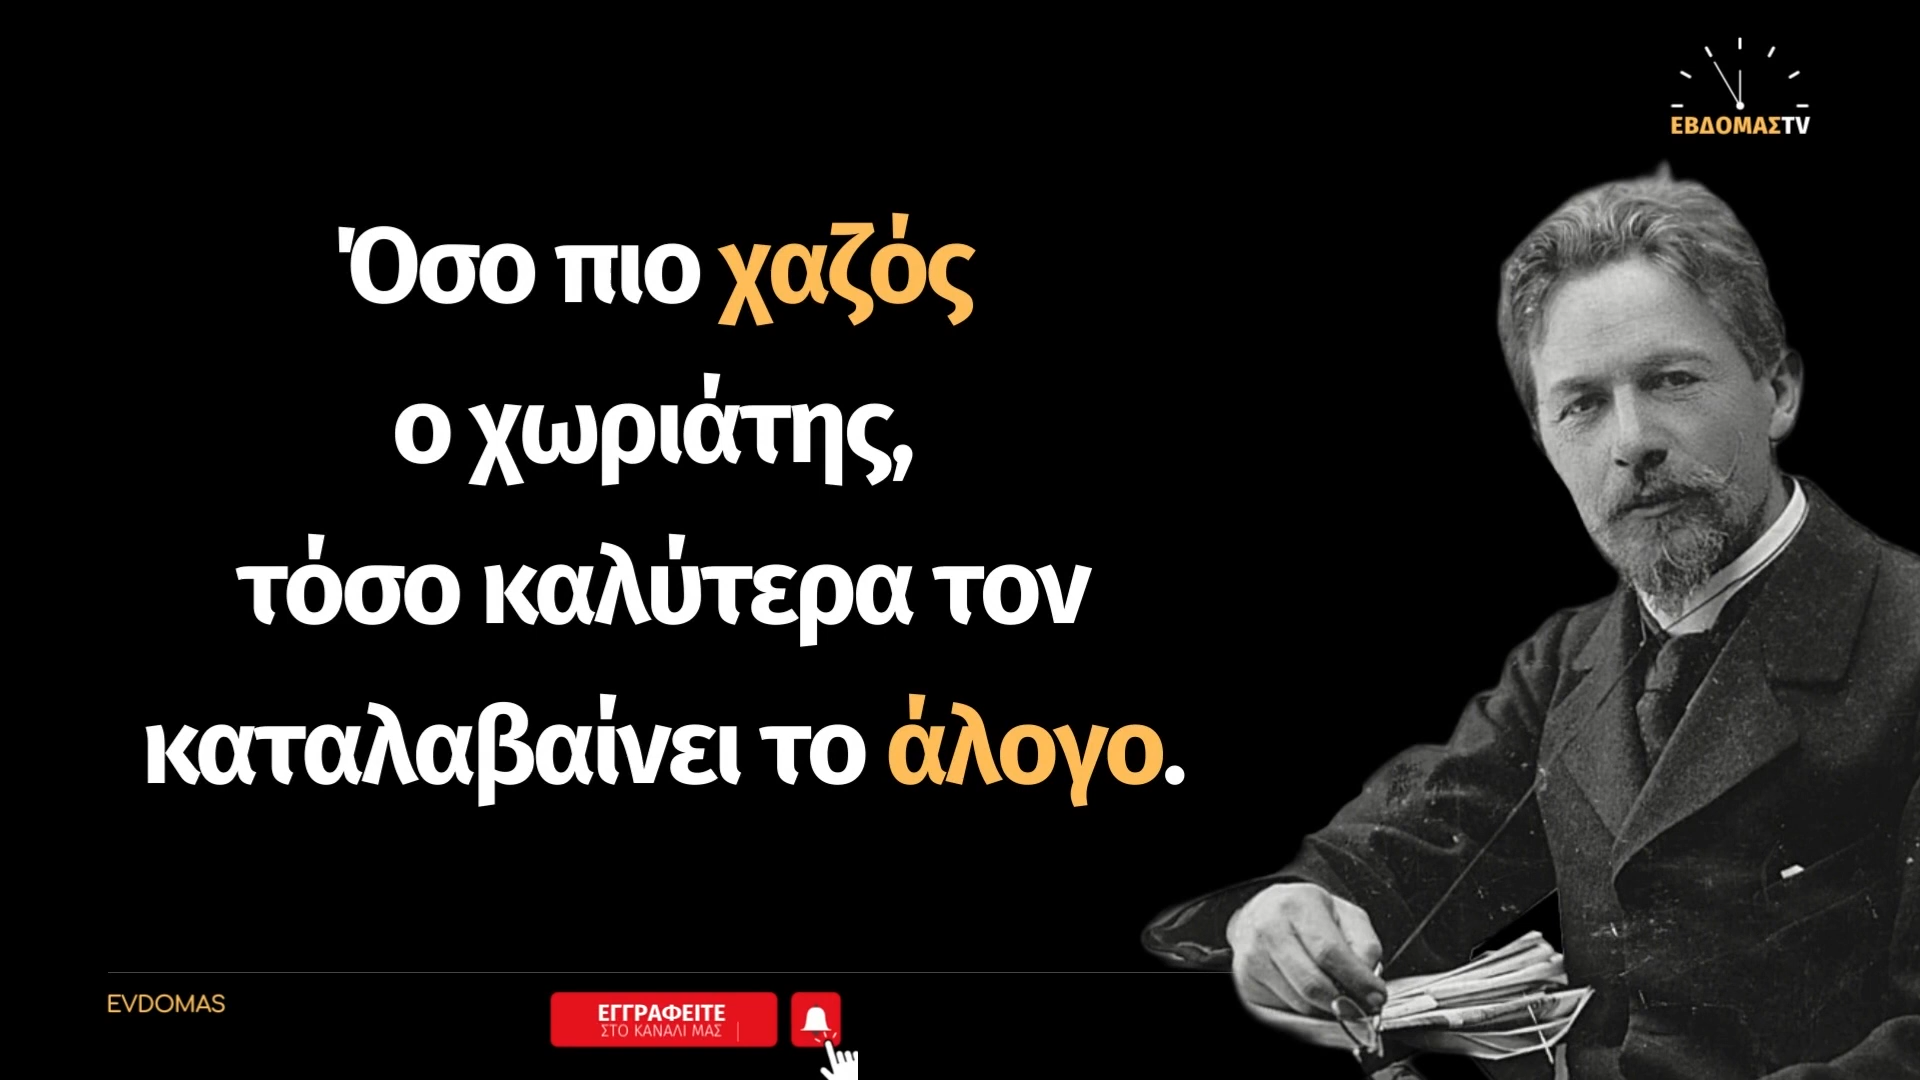 ΕΒΔΟΜΑΣTV
Όσο πιο χαζός
ο χωριάτης,
τόσο καλύτερα τον
καταλαβαίνει το άλογο.
EVDOMAS
ΕΓΓΡΑΦΕΙΤΕ
ΣΤΟ ΚΑΝΑΛΙ ΜΑΣ